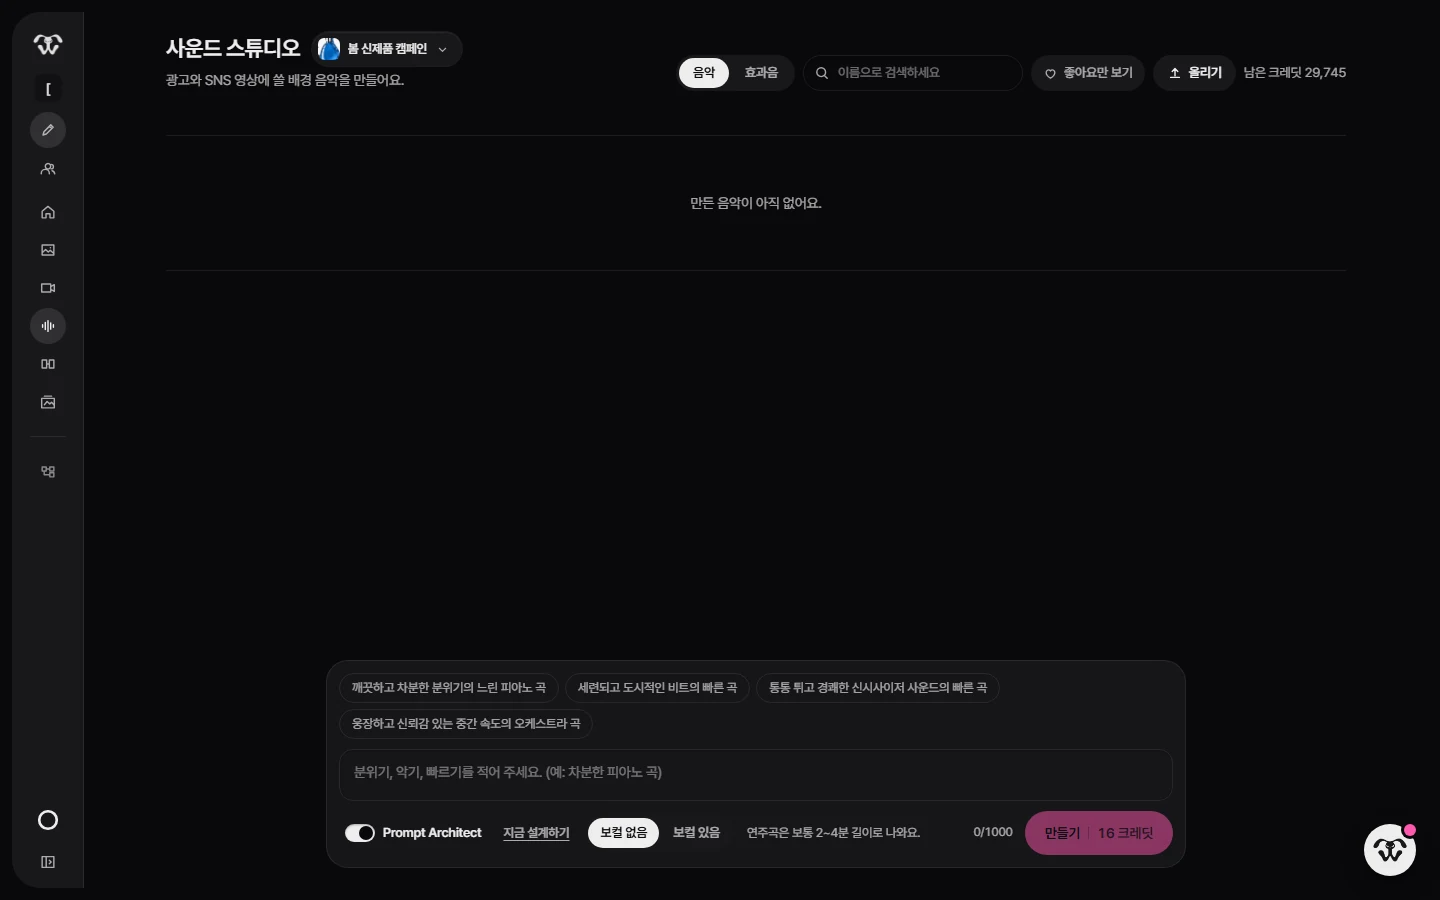 사운드 스튜디오
봄 신제품 캠페인
광고와 SNS 영상에 쓸 배경 음악을 만들어요.
음악
효과음
이름으로 검색하세요
좋아요만 보기
올리기
남은 크레딧 29,745
[
만든 음악이 아직 없어요.
깨끗하고 차분한 분위기의 느린 피아노 곡
세련되고 도시적인 비트의 빠른 곡
통통 튀고 경쾌한 신시사이저 사운드의 빠른 곡
웅장하고 신뢰감 있는 중간 속도의 오케스트라 곡
분위기, 악기, 빠르기를 적어 주세요. (예: 차분한 피아노 곡)
Prompt Architect
지금 설계하기
보컬 없음
보컬 있음
연주곡은 보통 2~4분 길이로 나와요.
0/1000
만들기 | 16 크레딧